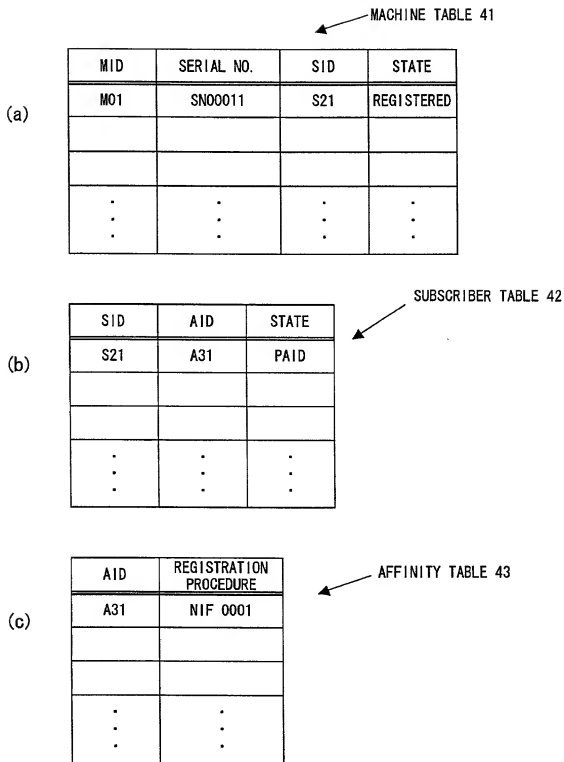 MACHINE TABLE 41
(a)
MID SERIAL NO. SID STATE
M01 SN00011 S21 REGISTERED
SUBSCRIBER TABLE 42
(b)
SID AID STATE
S21 A31 PAID
AFFINITY TABLE 43
(c)
AID REGISTRATION
PROCEDURE
A31 NIF 0001